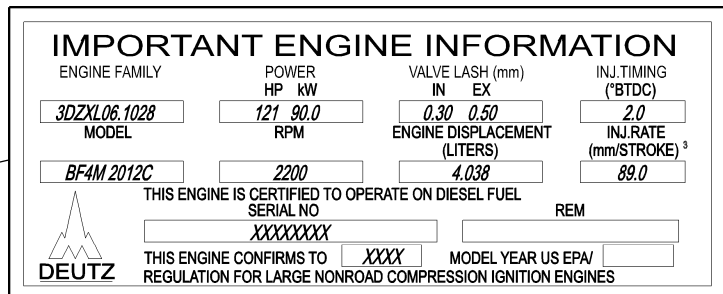 IMPORTANT ENGINE INFORMATION
ENGINE FAMILY POWER VALVE LASH (mm) INJ.TIMING
HP kW IN EX (°BTDC)
3DZXL06.1028 121 90.0 0.30 0.50 2.0
MODEL RPM ENGINE DISPLACEMENT INJ.RATE
(LITERS) (mm/STROKE) 3
BF4M 2012C 2200 4.038 89.0
THIS ENGINE IS CERTIFIED TO OPERATE ON DIESEL FUEL
SERIAL NO REM
XXXXXXXX
THIS ENGINE CONFIRMS TO XXXX MODEL YEAR US EPA/
DEUTZ REGULATION FOR LARGE NONROAD COMPRESSION IGNITION ENGINES